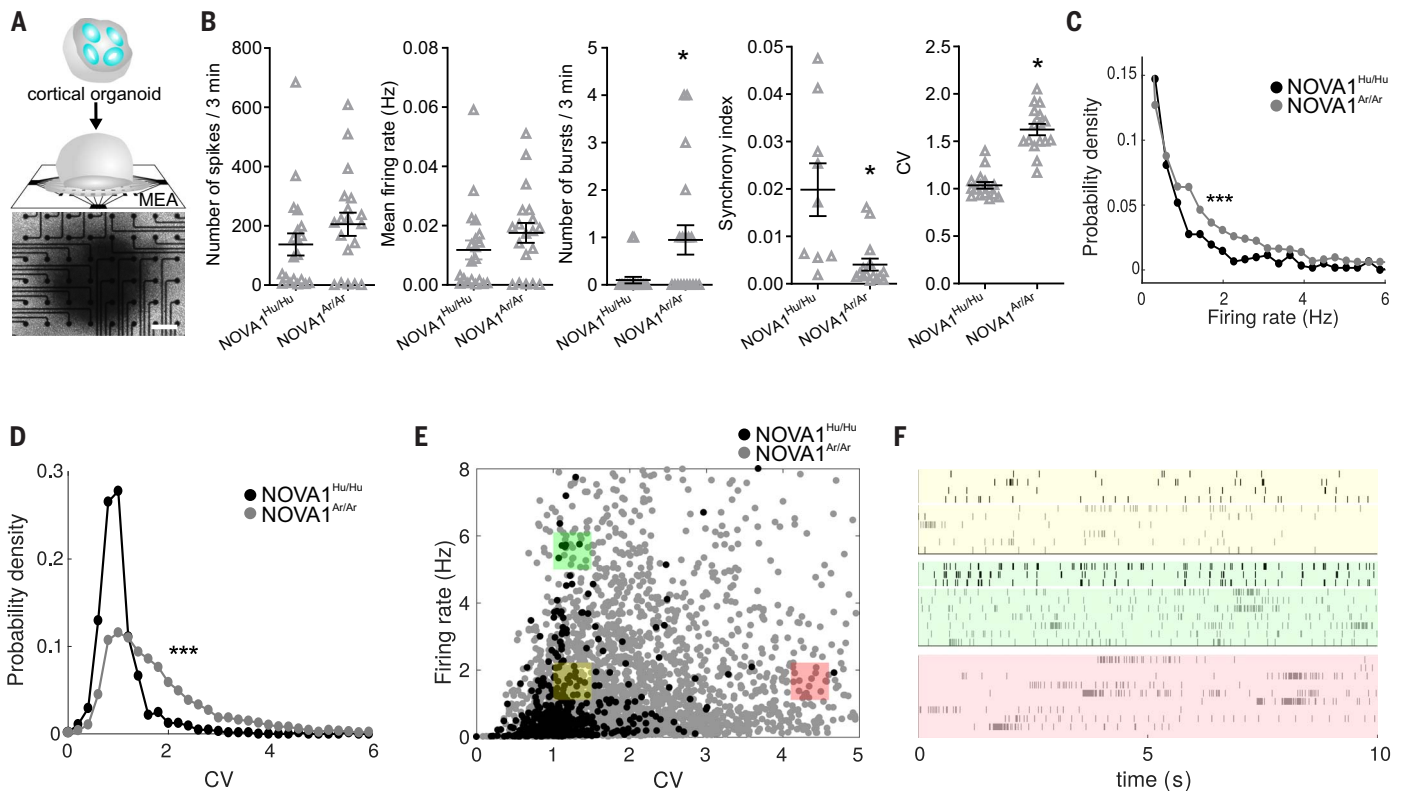 A
cortical organoid
MEA
B
Number of spikes / 3 min
800
600
400
200
0
NOVA1Hu/Hu
NOVA1Ar/Ar
Mean firing rate (Hz)
0.08
0.06
0.04
0.02
0.00
NOVA1Hu/Hu
NOVA1Ar/Ar
Number of bursts / 3 min
5
4
3
2
1
0
*
NOVA1Hu/Hu
NOVA1Ar/Ar
Synchrony index
0.05
0.04
0.03
0.02
0.01
0.00
*
NOVA1Hu/Hu
NOVA1Ar/Ar
CV
2.5
2.0
1.5
1.0
0.5
0.0
*
NOVA1Hu/Hu
NOVA1Ar/Ar
C
NOVA1Hu/Hu
NOVA1Ar/Ar
Probability density
0.15
0.1
0.05
0
***
0 2 4 6
Firing rate (Hz)
D
NOVA1Hu/Hu
NOVA1Ar/Ar
Probability density
0.3
0.2
0.1
0
***
0 2 4 6
CV
E
NOVA1Hu/Hu
NOVA1Ar/Ar
Firing rate (Hz)
8
6
4
2
0
0 1 2 3 4 5
CV
F
0 5 10
time (s)